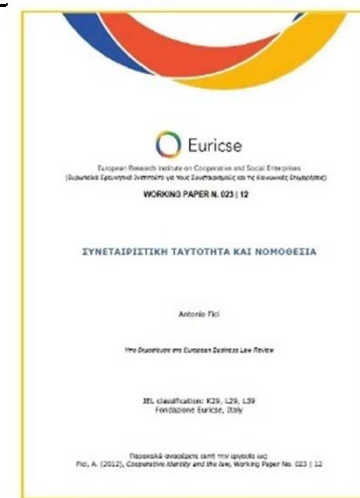 Euricse
European Research Institute on Cooperative and Social Enterprises
(Ευρωπαϊκό Ερευνητικό Ινστιτούτο για τους Συνεταιρισμούς και τις Κοινωνικές Επιχειρήσεις)
WORKING PAPER N. 023 | 12
ΣΥΝΕΤΑΙΡΙΣΤΙΚΗ ΤΑΥΤΟΤΗΤΑ ΚΑΙ ΝΟΜΟΘΕΣΙΑ
Antonio Fici
Υπο δημοσίευση στο European Business Law Review
JEL classification: K29, L29, L39
Fondazione Euricse, Italy
Παρακαλώ αναφέρετε αυτή την εργασία ως
Fici, A. (2012), Cooperative identity and the law, Working Paper No. 023 | 12